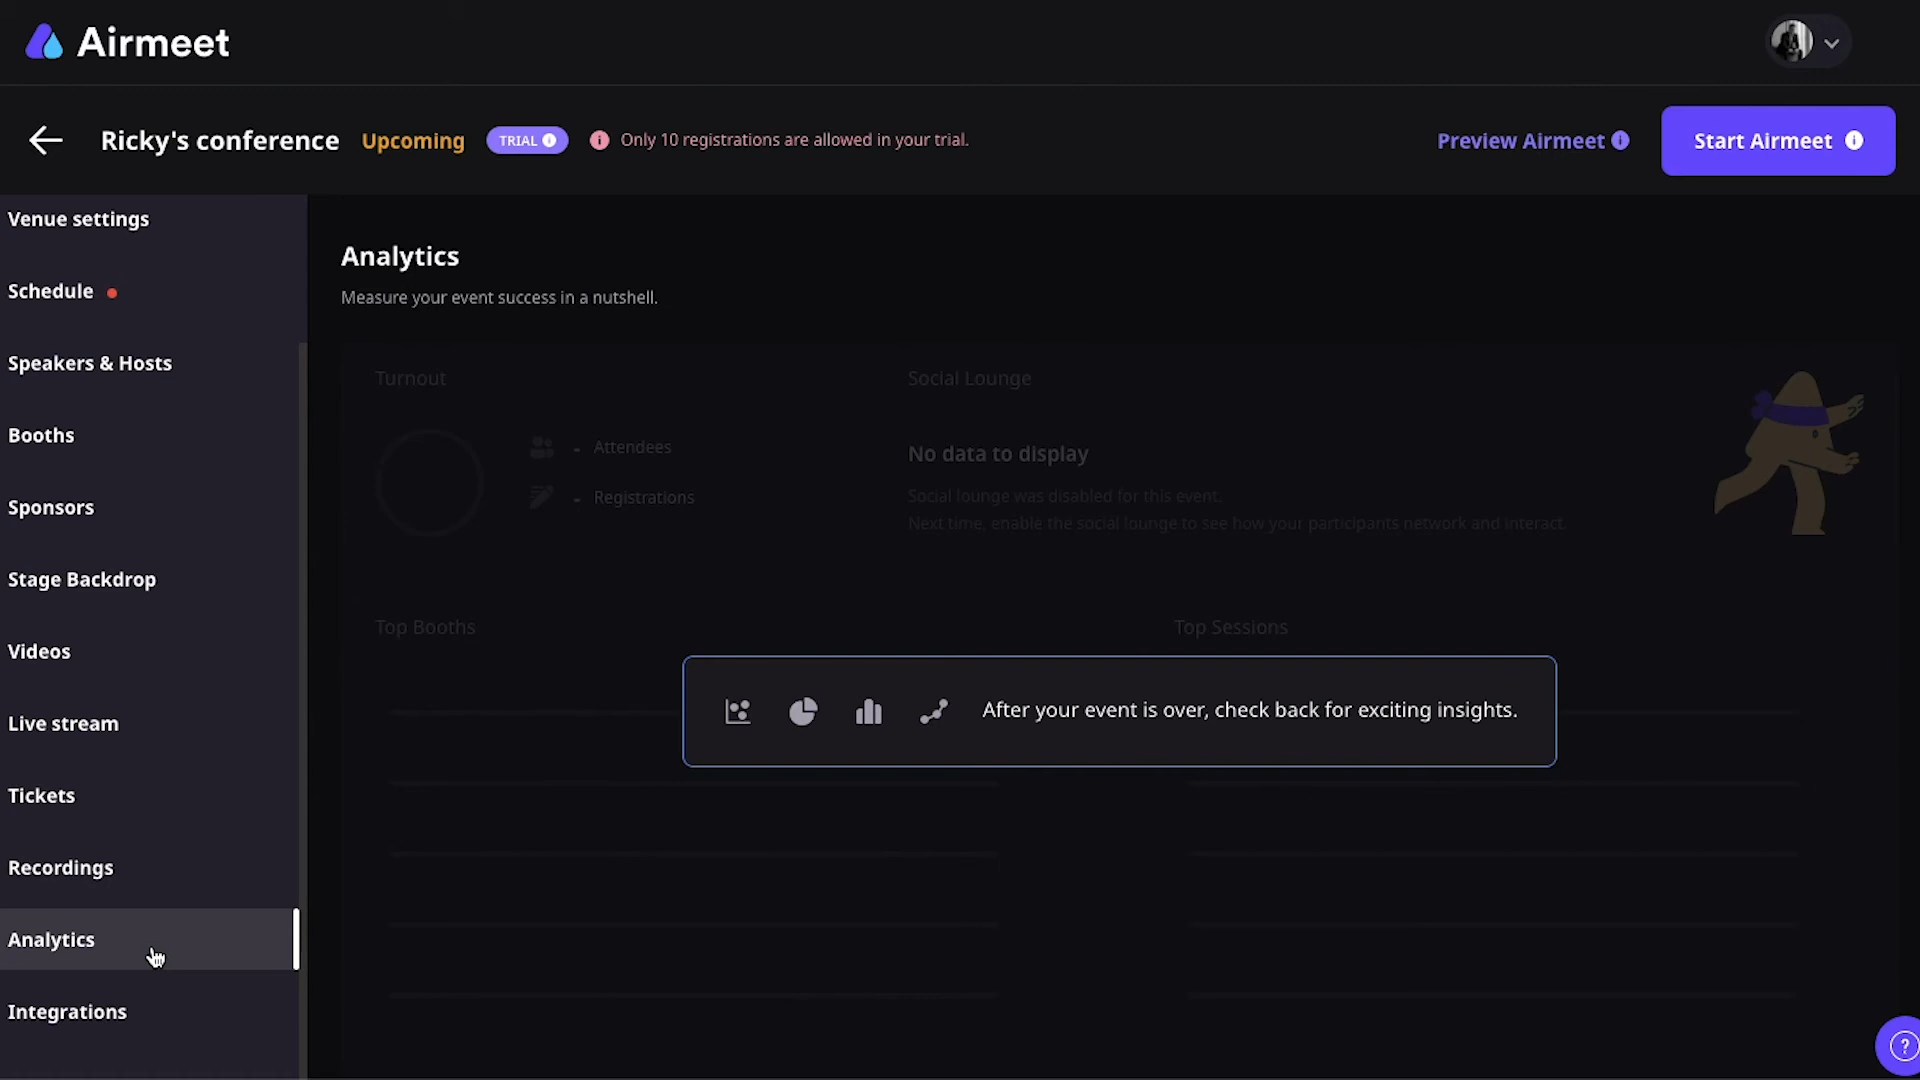 Airmeet
Ricky's conference
Upcoming
TRIAL
Only 10 registrations are allowed in your trial.
Preview Airmeet
Start Airmeet
Venue settings
Schedule
Speakers & Hosts
Booths
Sponsors
Stage Backdrop
Videos
Live stream
Tickets
Recordings
Analytics
Integrations
Analytics
Measure your event success in a nutshell.
Turnout
- Attendees
- Registrations
Social Lounge
No data to display
Social lounge was disabled for this event.
Next time, enable the social lounge to see how your participants network and interact.
Top Booths
Top Sessions
After your event is over, check back for exciting insights.
?